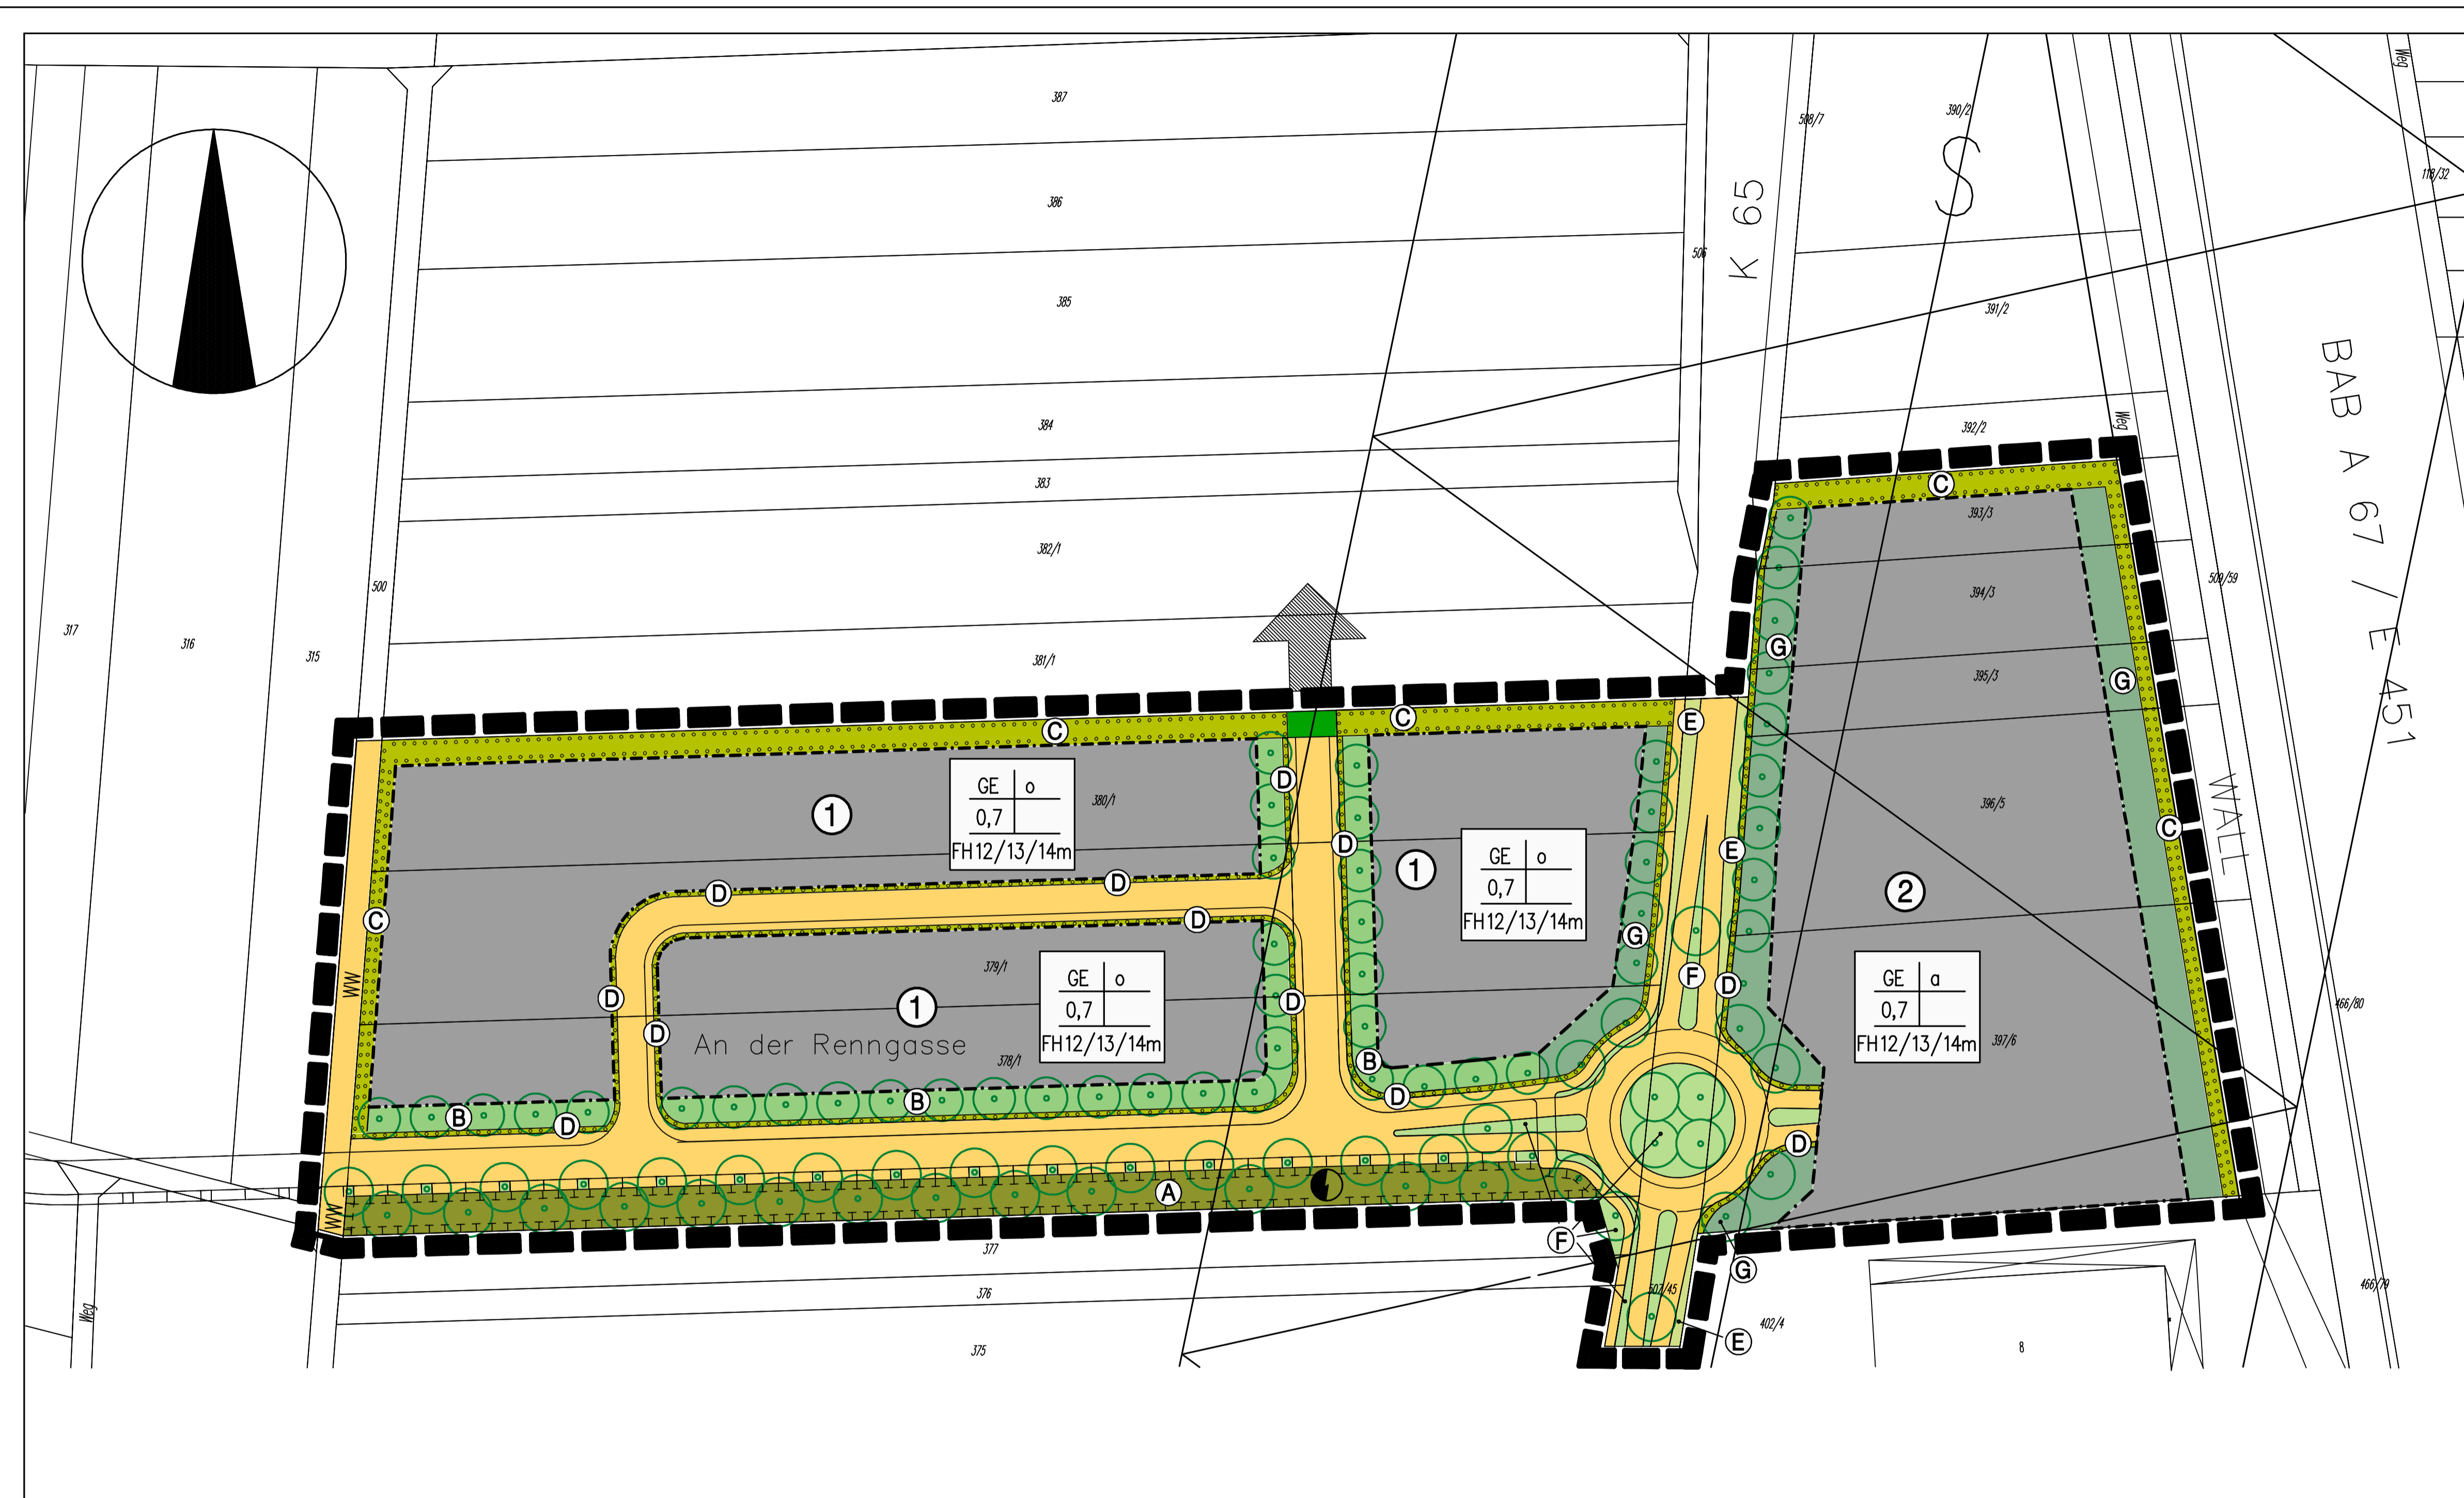 Weg
387
508/7
390/2
S
118/32
386
K 65
506
385
391/2
BAB A 67 / E 451
384
392/2
Weg
383
C
393/3
382/1
500
394/3
509/59
317
316
315
381/1
G
395/3
G
C
C
E
D
GE o
0,7
FH12/13/14m
380/1
1
396/5
WALL
C
D
E
GE o
0,7
FH12/13/14m
1
D
D
2
C
D
G
379/1
WW
F
D
GE o
0,7
FH12/13/14m
GE a
0,7
FH12/13/14m
D
1
D
466/80
D
An der Renngasse
378/1
397/6
B
D
B
B
D
D
A
WW
377
F
G
466/79
507/45
376
Weg
402/4
E
375
8